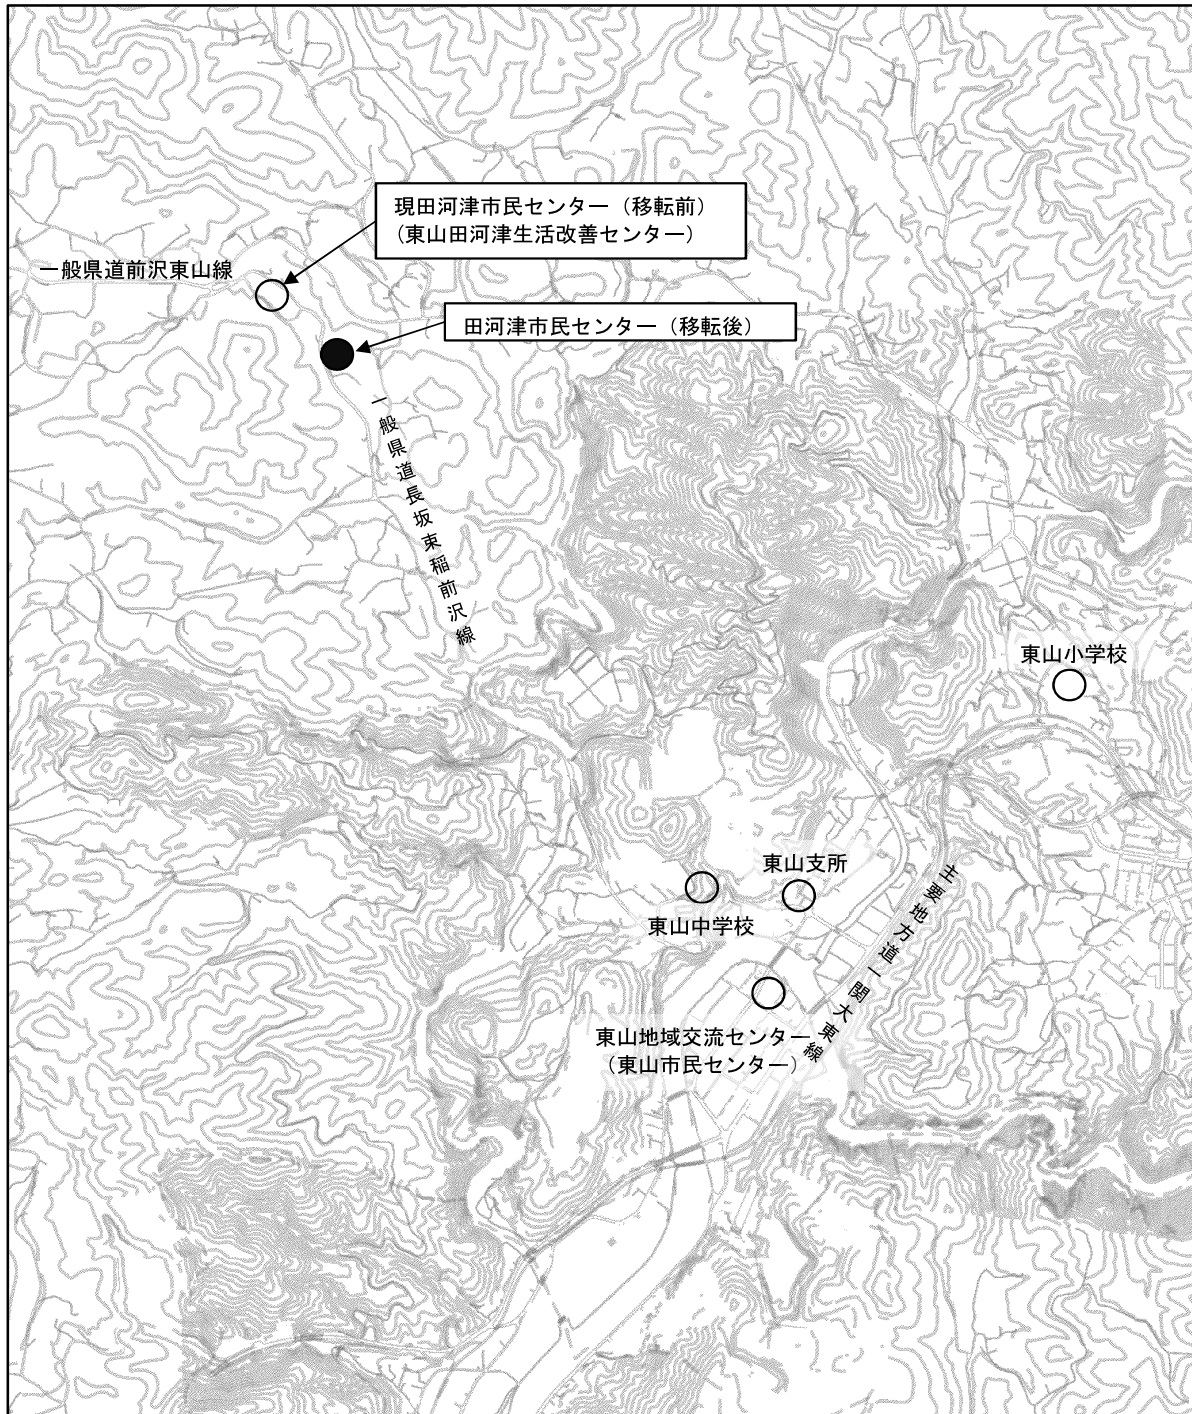 現田河津市民センター（移転前）
（東山田河津生活改善センター）
一般県道前沢東山線
田河津市民センター（移転後）
一般県道長坂束稲前沢線
東山小学校
東山支所
東山中学校
主要地方道一関大東線
東山地域交流センター
（東山市民センター）